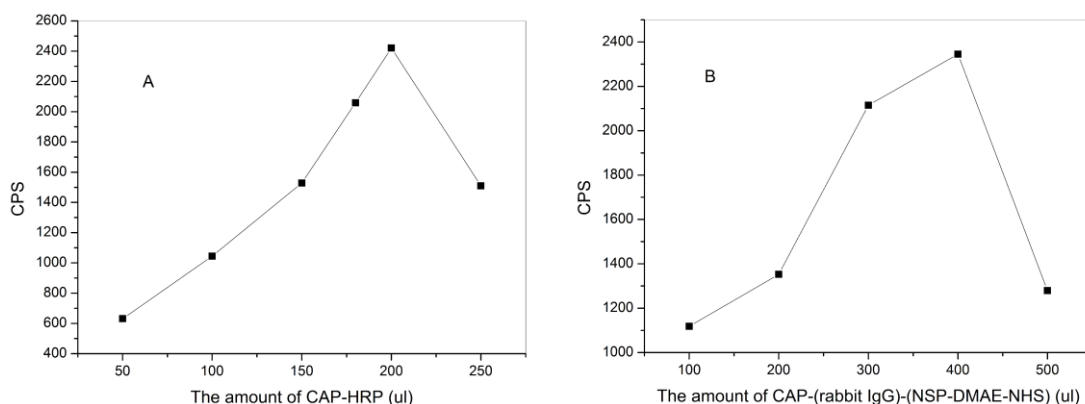 A
CPS
2600
2400
2200
2000
1800
1600
1400
1200
1000
800
600
400
50 100 150 200 250
The amount of CAP-HRP (ul)
B
CPS
2400
2200
2000
1800
1600
1400
1200
1000
100 200 300 400 500
The amount of CAP-(rabbit IgG)-(NSP-DMAE-NHS) (ul)